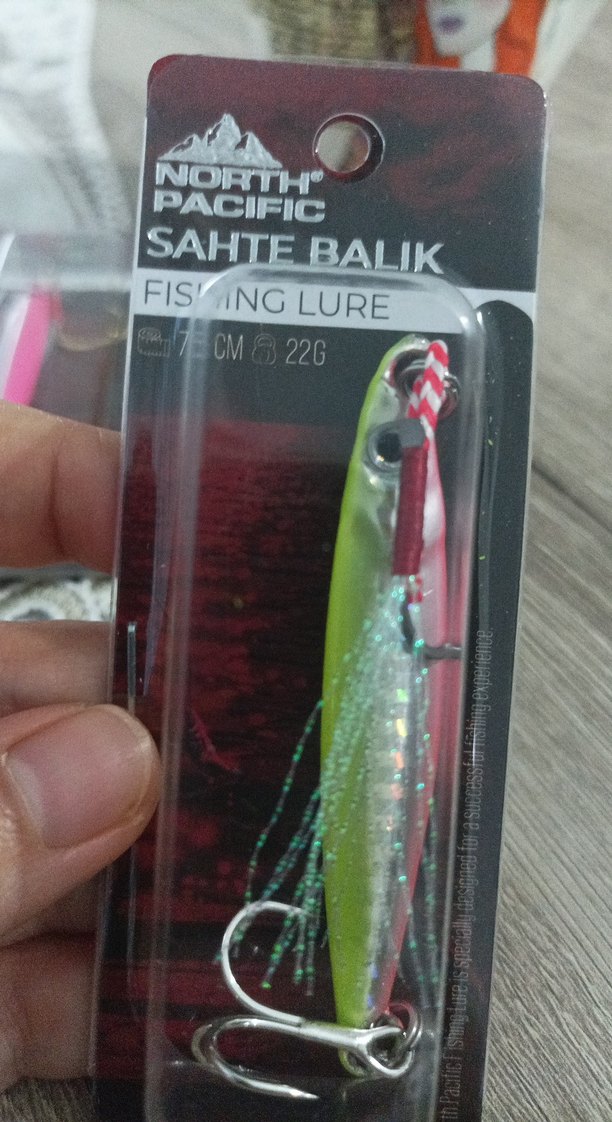 NORTH®
PACIFIC
SAHTE BALIK
FISHING LURE
CM 22G
Pacific Fishing Lure is specially designed for a successful fishing experience.